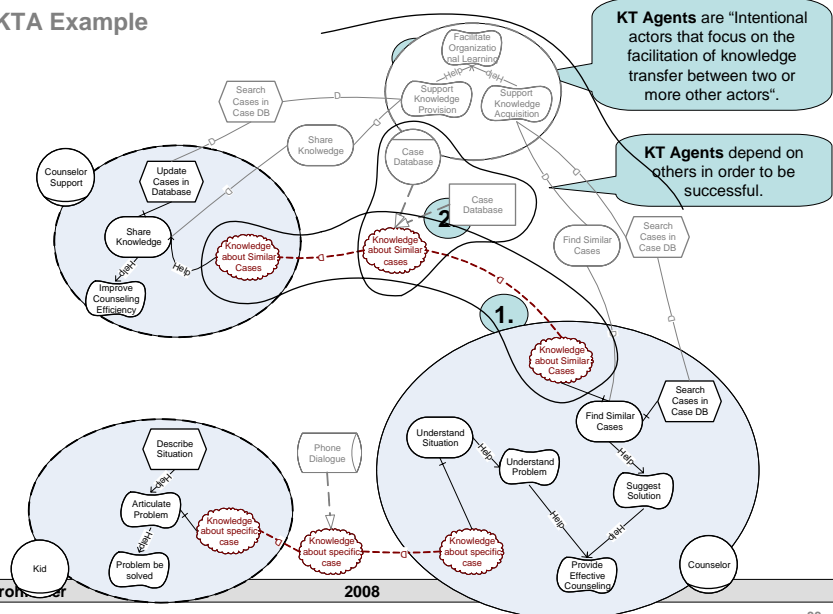 KTA Example
KT Agents are “Intentional
actors that focus on the
facilitation of knowledge
transfer between two or
more other actors“.
Facilitate
Organizatio
nal Learning
Help
Help
Support
Knowledge
Provision
Support
Knowledge
Acquisition
Search
Cases in
Case DB
D
D
Share
Knolwedge
D
D
D
D
Case
Database
KT Agents depend on
others in order to be
successful.
Counselor
Support
Update
Cases in
Database
Case
Database
2
Share
Knowledge
Knowledge
about Similar
Cases
D
Knowledge
about Similar
cases
D
Find Similar
Cases
Search
Cases in
Case DB
Help
Help
Improve
Counseling
Efficiency
1.
D
D
Knowledge
about Similar
Cases
Search
Cases in
Case DB
Find Similar
Cases
Describe
Situation
Phone
Dialogue
Understand
Situation
Help
Understand
Problem
Help
Suggest
Solution
Help
Articulate
Problem
Knowledge
about specific
case
D
Knowledge
about specific
case
D
Knowledge
about specific
case
Help
Help
Help
Problem be
solved
Provide
Effective
Counseling
Kid
Counselor
2008